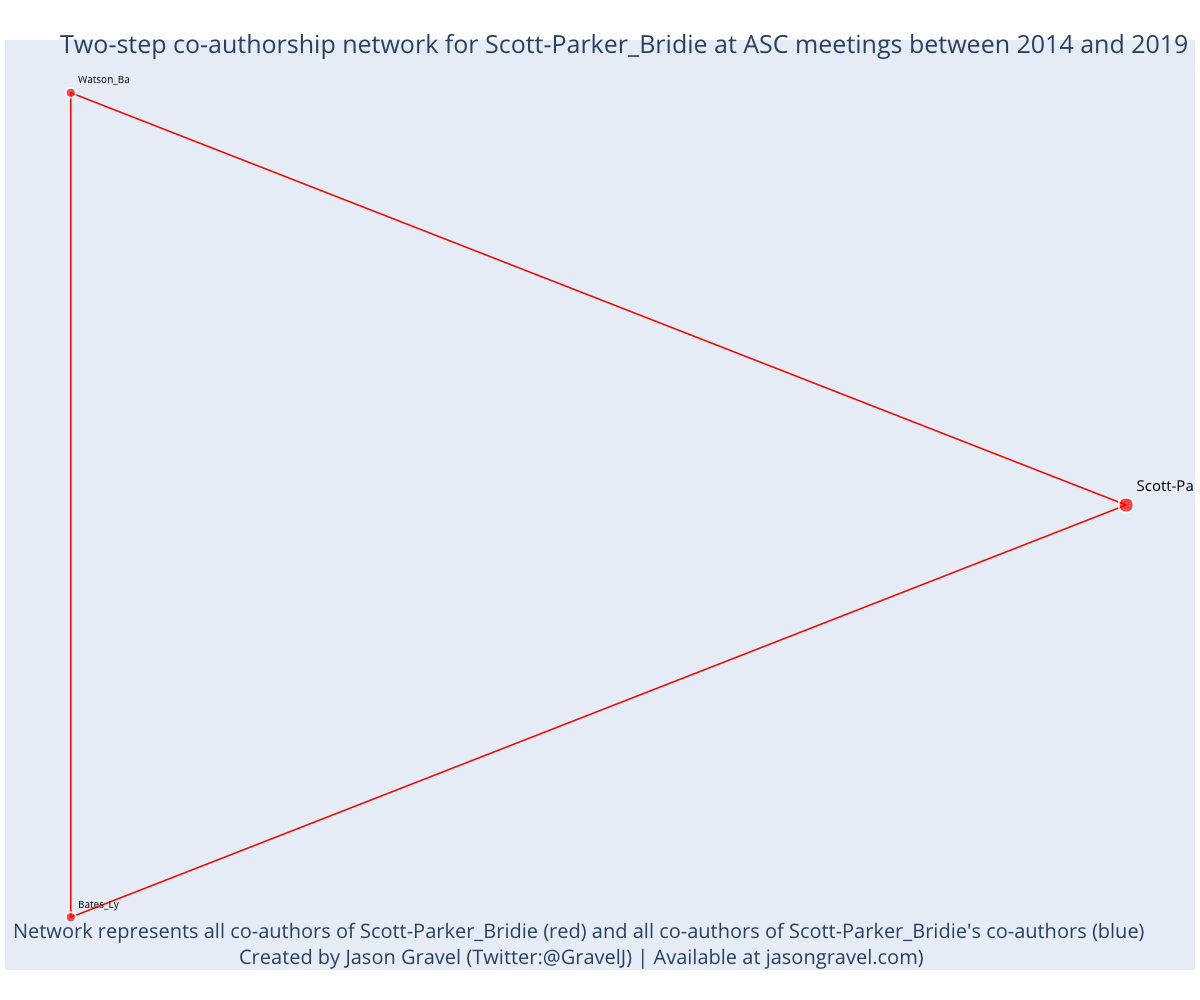 Two-step co-authorship network for Scott-Parker_Bridie at ASC meetings between 2014 and 2019
Watson_Ba
Scott-Pa
Bates_Ly
Network represents all co-authors of Scott-Parker_Bridie (red) and all co-authors of Scott-Parker_Bridie's co-authors (blue)
Created by Jason Gravel (Twitter:@GravelJ) | Available at jasongravel.com)